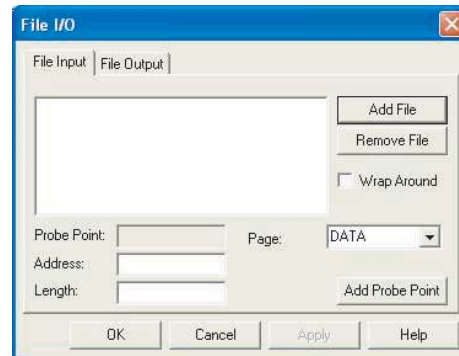 File I/O
File Input File Output
Add File
Remove File
Wrap Around
Probe Point: Page: DATA
Address:
Length: Add Probe Point
OK Cancel Apply Help